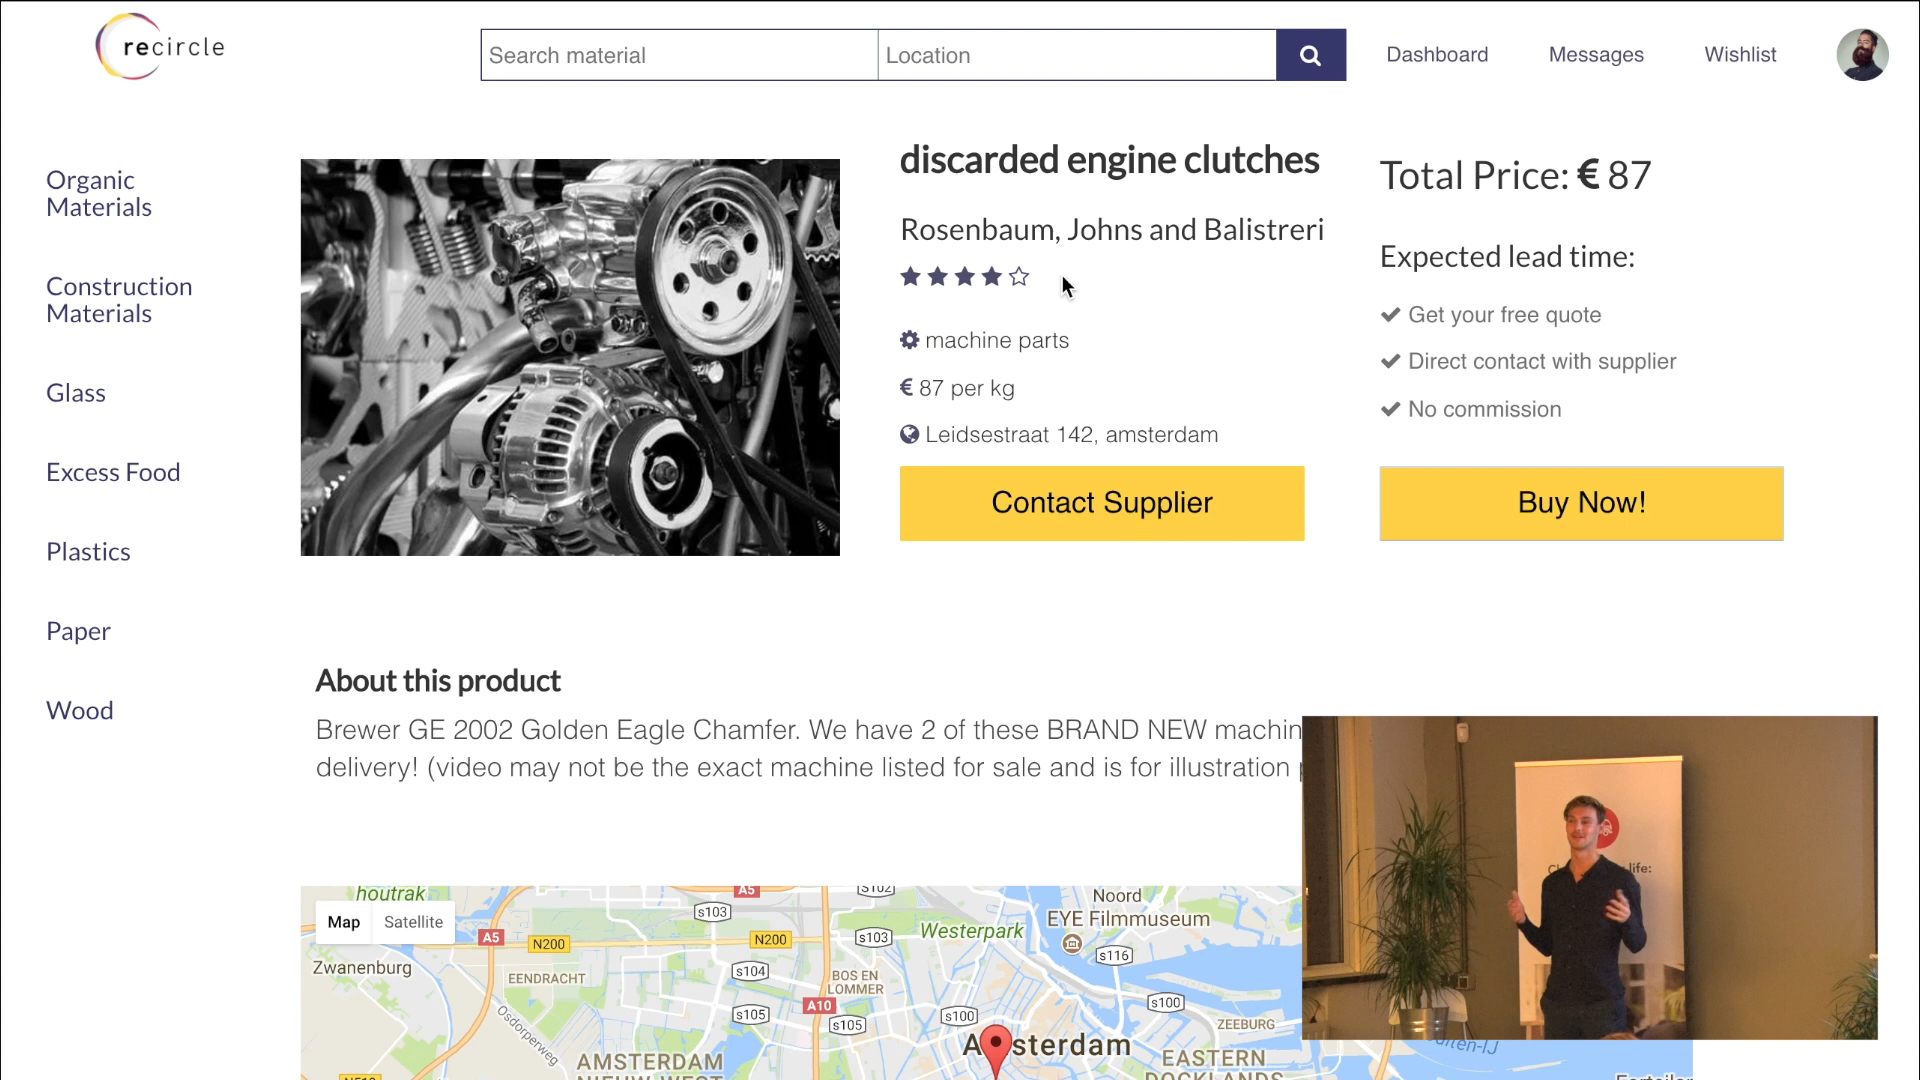 recircle
Search material
Location
Dashboard
Messages
Wishlist
Organic
Materials
Construction
Materials
Glass
Excess Food
Plastics
Paper
Wood
discarded engine clutches
Rosenbaum, Johns and Balistreri
machine parts
€ 87 per kg
Leidsestraat 142, amsterdam
Contact Supplier
Total Price: € 87
Expected lead time:
Get your free quote
Direct contact with supplier
No commission
Buy Now!
About this product
Brewer GE 2002 Golden Eagle Chamfer. We have 2 of these BRAND NEW machin
delivery! (video may not be the exact machine listed for sale and is for illustration
life:
houtrak
Map
Satellite
A5
s103
s102
Noord
EYE Filmmuseum
A5
N200
N200
s103
Westerpark
s116
Zwanenburg
EENDRACHT
s104
BOS EN
LOMMER
A10
s100
Osdorperweg
s105
s105
s100
ZEEBURG
Amsterdam
AMSTERDAM
NIEUW-WEST
EASTERN
DOCKLANDS